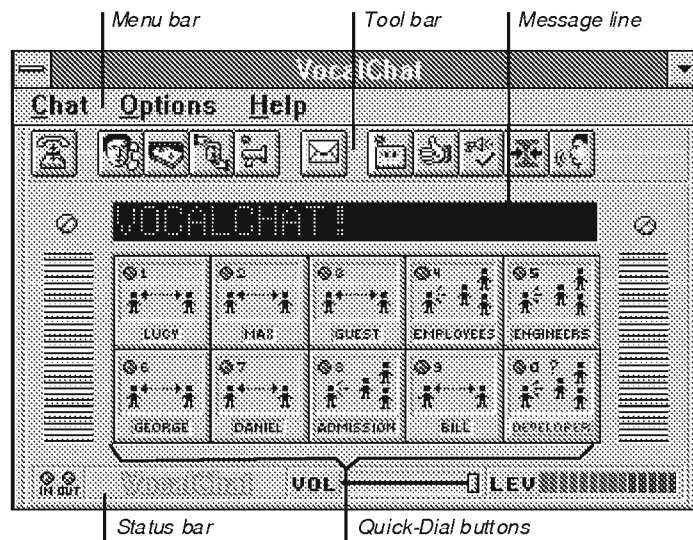 Menu bar Tool bar Message line
VocalChat
Chat Options Help
VOCALCHAT!
1 2 3 4 5
LUCY MAX GUEST EMPLOYEES ENGINEERS
6 7 8 9 0
GEORGE DANIEL ADMISSION BILL DEVELOPER
IN OUT VocalChat VOL LEV
Status bar Quick-Dial buttons